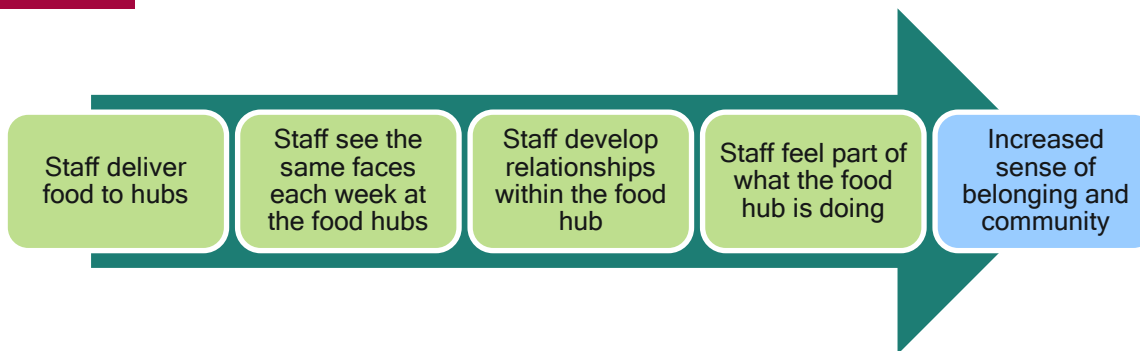 Staff deliver
food to hubs
Staff see the
same faces
each week at
the food hubs
Staff develop
relationships
within the food
hub
Staff feel part of
what the food
hub is doing
Increased
sense of
belonging and
community